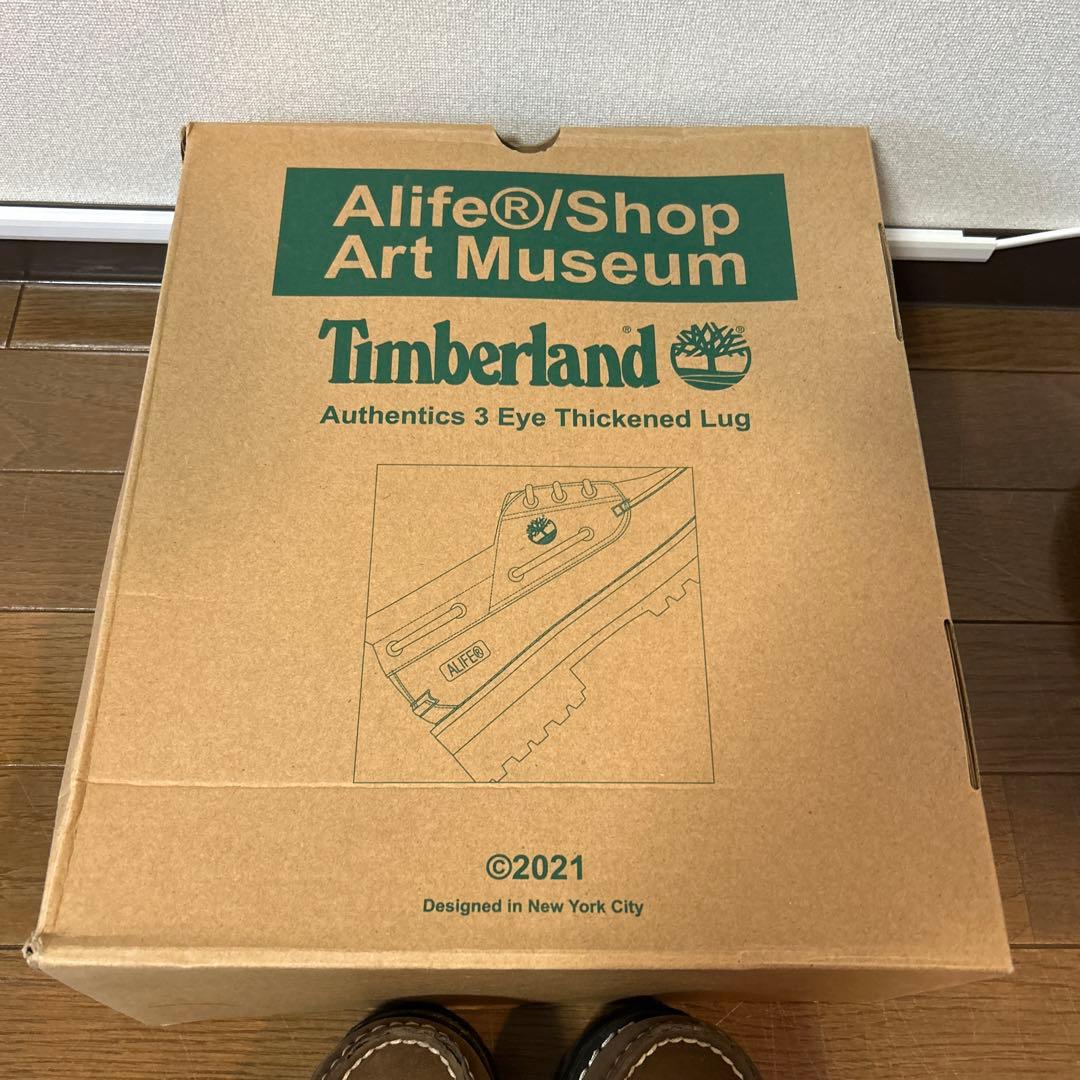 Alife®/Shop
Art Museum
Timberland®
Authentics 3 Eye Thickened Lug
ALIFE®
©2021
Designed in New York City